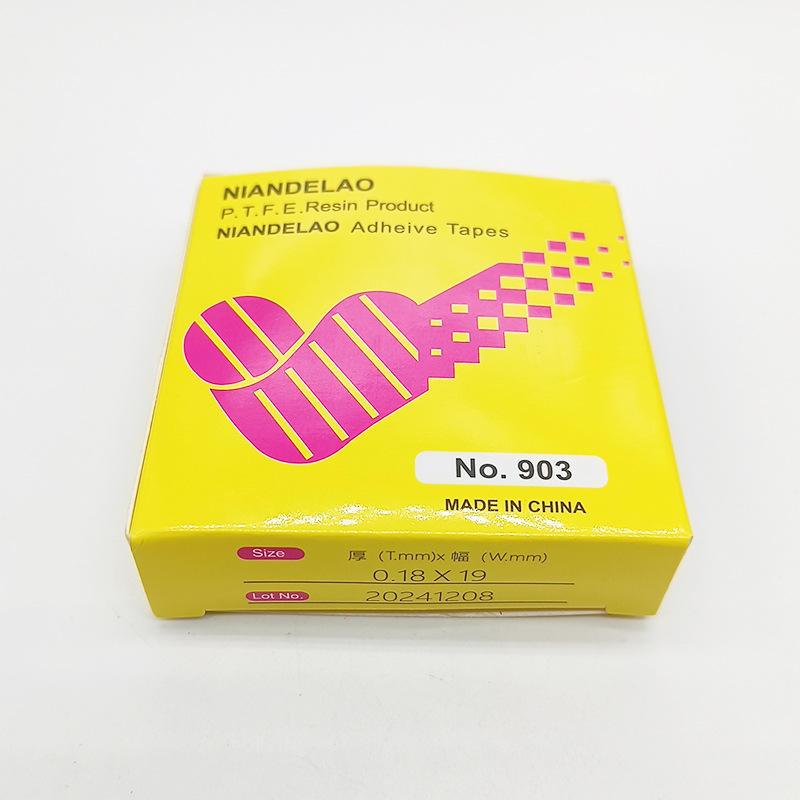 NIANDELAO
P.T.F.E.Resin Product
NIANDELAO Adheive Tapes
No. 903
MADE IN CHINA
Size 厚 (T.mm)x 幅 (W.mm)
0.18 X 19
Lot No. 20241208